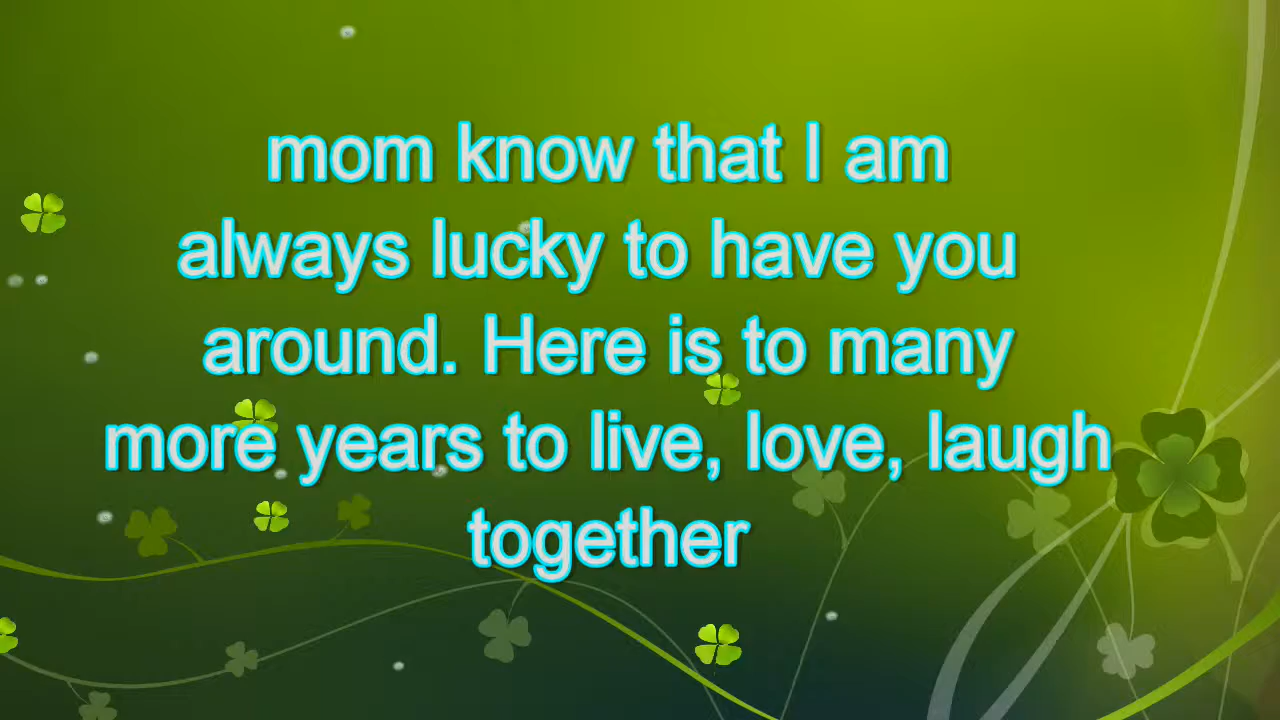 mom know that I am
always lucky to have you
around. Here is to many
more years to live, love, laugh
together